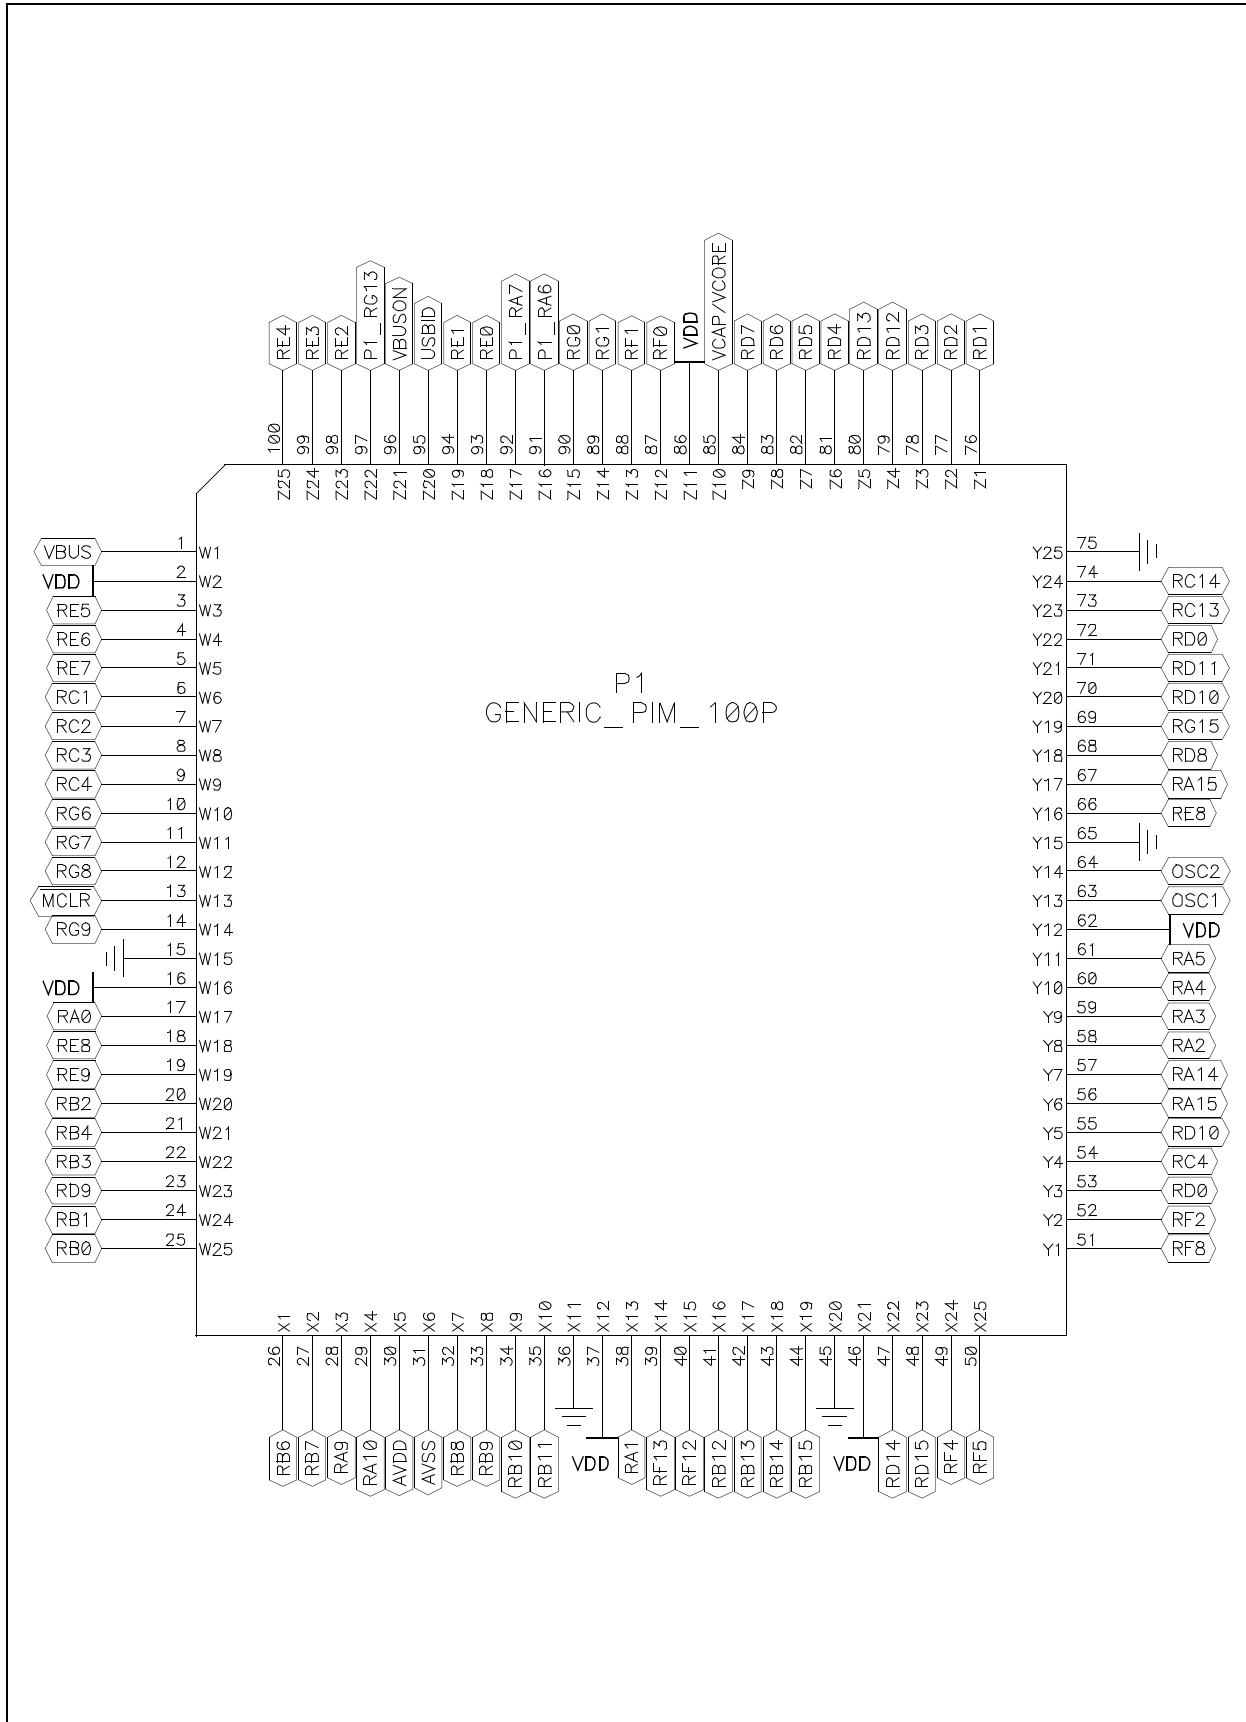 RE4 RE3 RE2 P1_RG13 VBUSON USBID RE1 RE0 P1_RA7 P1_RA6 RG0 RG1 RF1 RF0 VDD VCAP/VCORE RD7 RD6 RD5 RD4 RD13 RD12 RD3 RD2 RD1
100 99 98 97 96 95 94 93 92 91 90 89 88 87 86 85 84 83 82 81 80 79 78 77 76
Z25 Z24 Z23 Z22 Z21 Z20 Z19 Z18 Z17 Z16 Z15 Z14 Z13 Z12 Z11 Z10 Z9 Z8 Z7 Z6 Z5 Z4 Z3 Z2 Z1
VBUS 1 W1 Y25 75
VDD 2 W2 Y24 74 RC14
RE5 3 W3 Y23 73 RC13
RE6 4 W4 Y22 72 RD0
RE7 5 W5 Y21 71 RD11
P1
RC1 6 W6 Y20 70 RD10
GENERIC_PIM_100P
RC2 7 W7 Y19 69 RG15
RC3 8 W8 Y18 68 RD8
RC4 9 W9 Y17 67 RA15
RG6 10 W10 Y16 66 RE8
RG7 11 W11 Y15 65
RG8 12 W12 Y14 64 OSC2
MCLR 13 W13 Y13 63 OSC1
RG9 14 W14 Y12 62 VDD
15 W15 Y11 61 RA5
VDD 16 W16 Y10 60 RA4
RA0 17 W17 Y9 59 RA3
RE8 18 W18 Y8 58 RA2
RE9 19 W19 Y7 57 RA14
RB2 20 W20 Y6 56 RA15
RB4 21 W21 Y5 55 RD10
RB3 22 W22 Y4 54 RC4
RD9 23 W23 Y3 53 RD0
RB1 24 W24 Y2 52 RF2
RB0 25 W25 Y1 51 RF8
X1 X2 X3 X4 X5 X6 X7 X8 X9 X10 X11 X12 X13 X14 X15 X16 X17 X18 X19 X20 X21 X22 X23 X24 X25
26 27 28 29 30 31 32 33 34 35 36 37 38 39 40 41 42 43 44 45 46 47 48 49 50
RB6 RB7 RA9 RA10 AVDD AVSS RB8 RB9 RB10 RB11 VDD RA1 RF13 RF12 RB12 RB13 RB14 RB15 VDD RD14 RD15 RF4 RF5